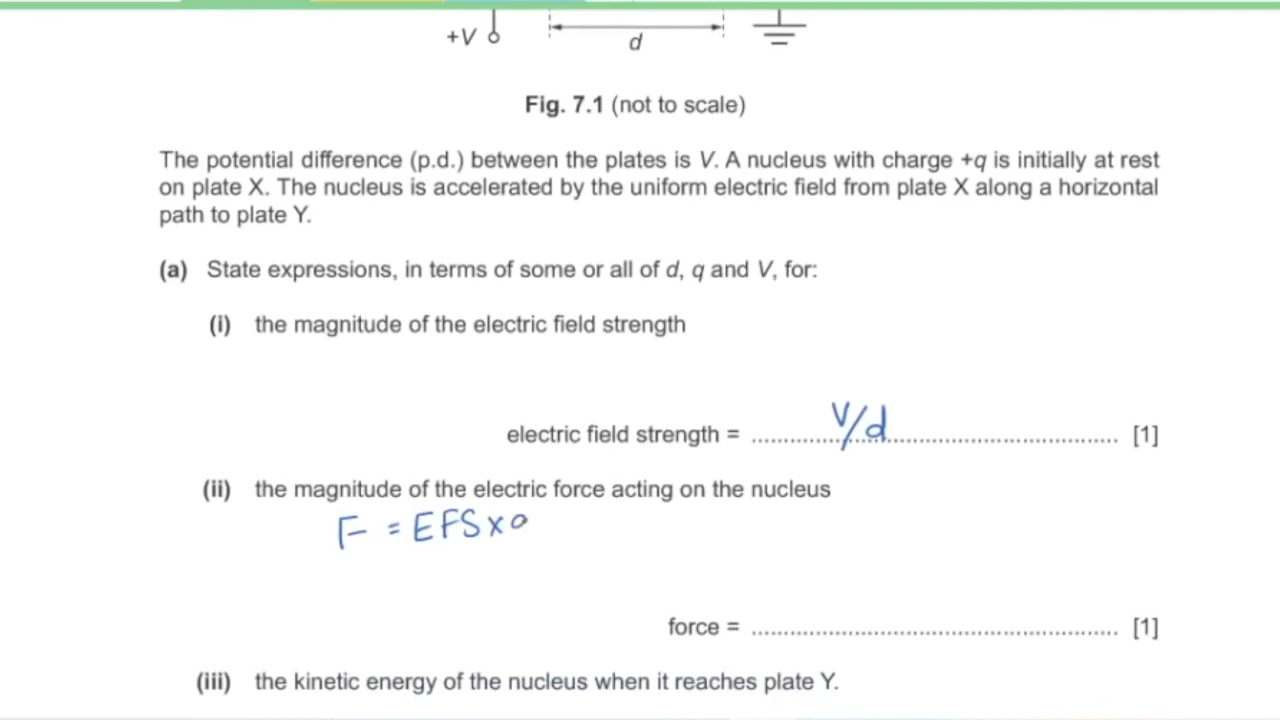 +V
d
Fig. 7.1 (not to scale)
The potential difference (p.d.) between the plates is V. A nucleus with charge +q is initially at rest
on plate X. The nucleus is accelerated by the uniform electric field from plate X along a horizontal
path to plate Y.
(a) State expressions, in terms of some or all of d, q and V, for:
(i) the magnitude of the electric field strength
electric field strength = ........ V/d ........ [1]
(ii) the magnitude of the electric force acting on the nucleus
F = EFS×
force = ................ [1]
(iii) the kinetic energy of the nucleus when it reaches plate Y.